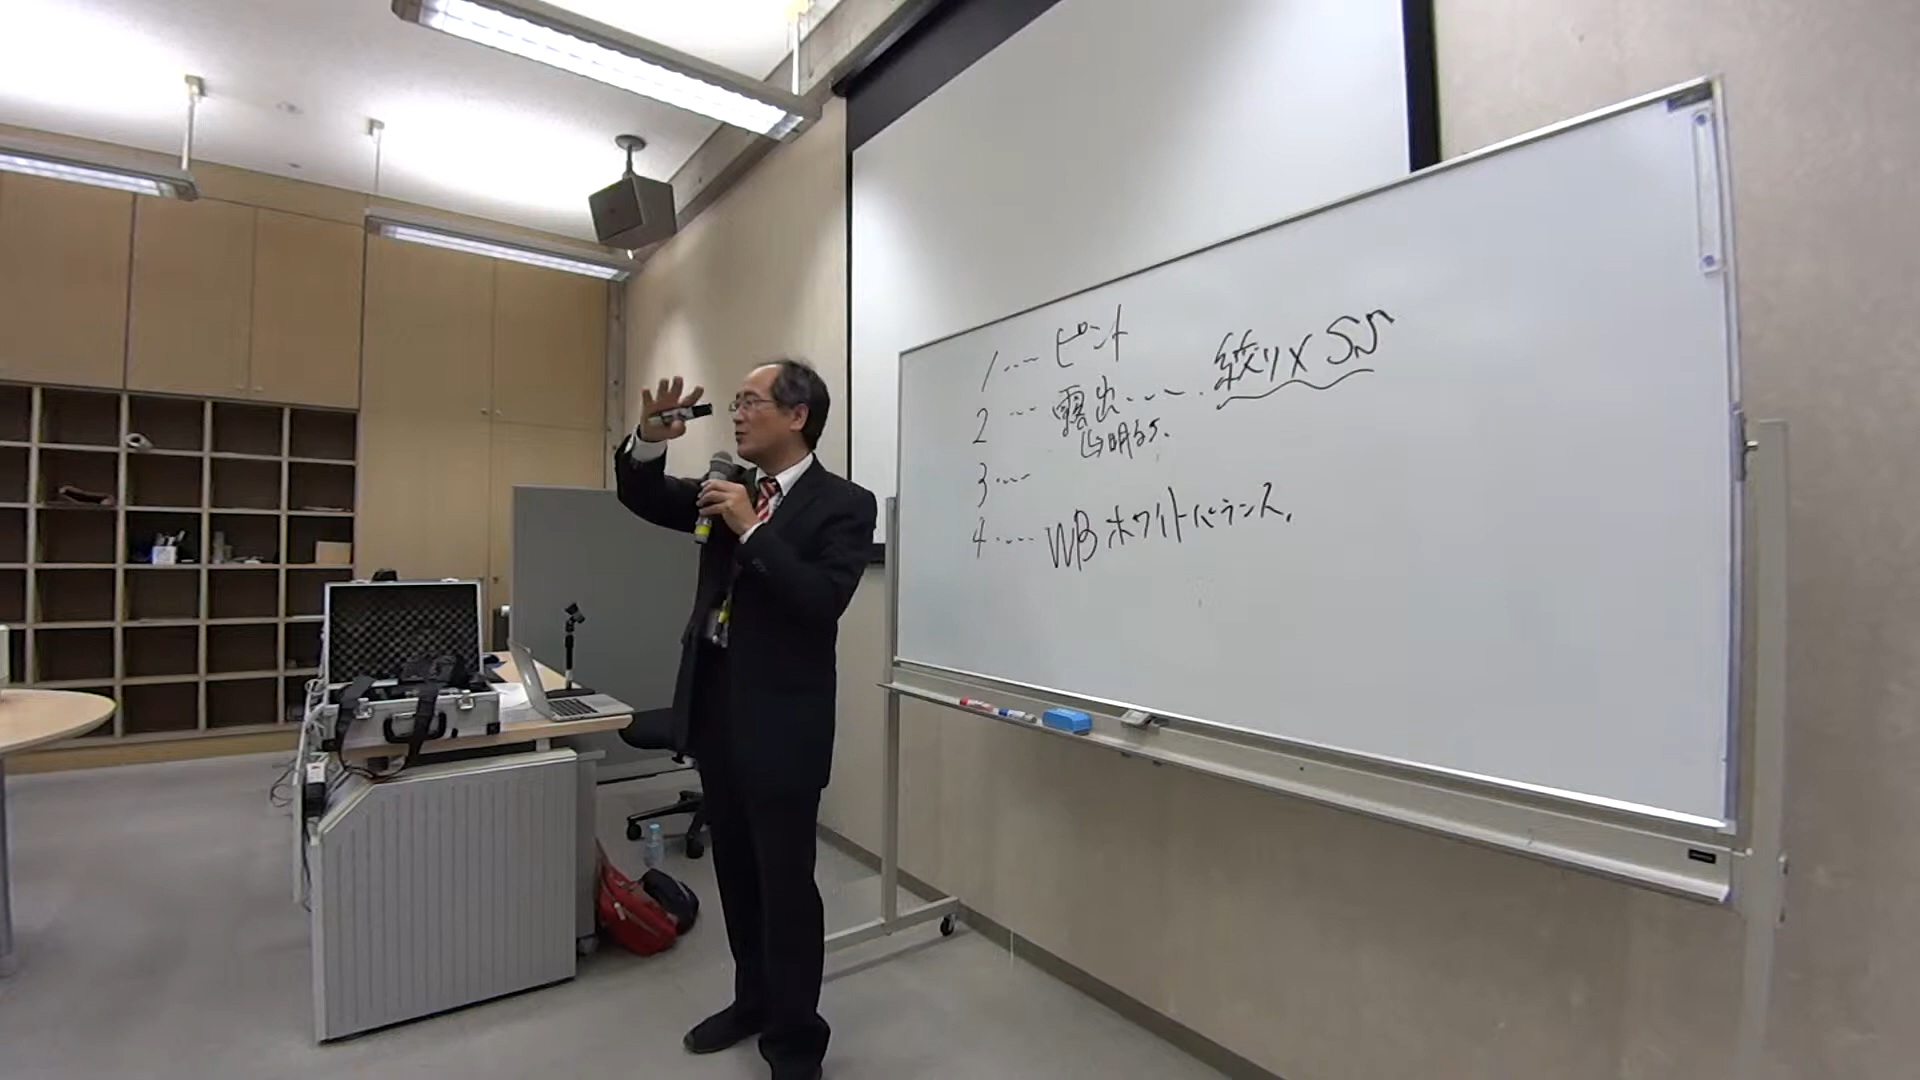 1 … ピント
2 … 露出 … 絞り×SS
↳明るさ.
3 …
4 … WB ホワイトバランス.